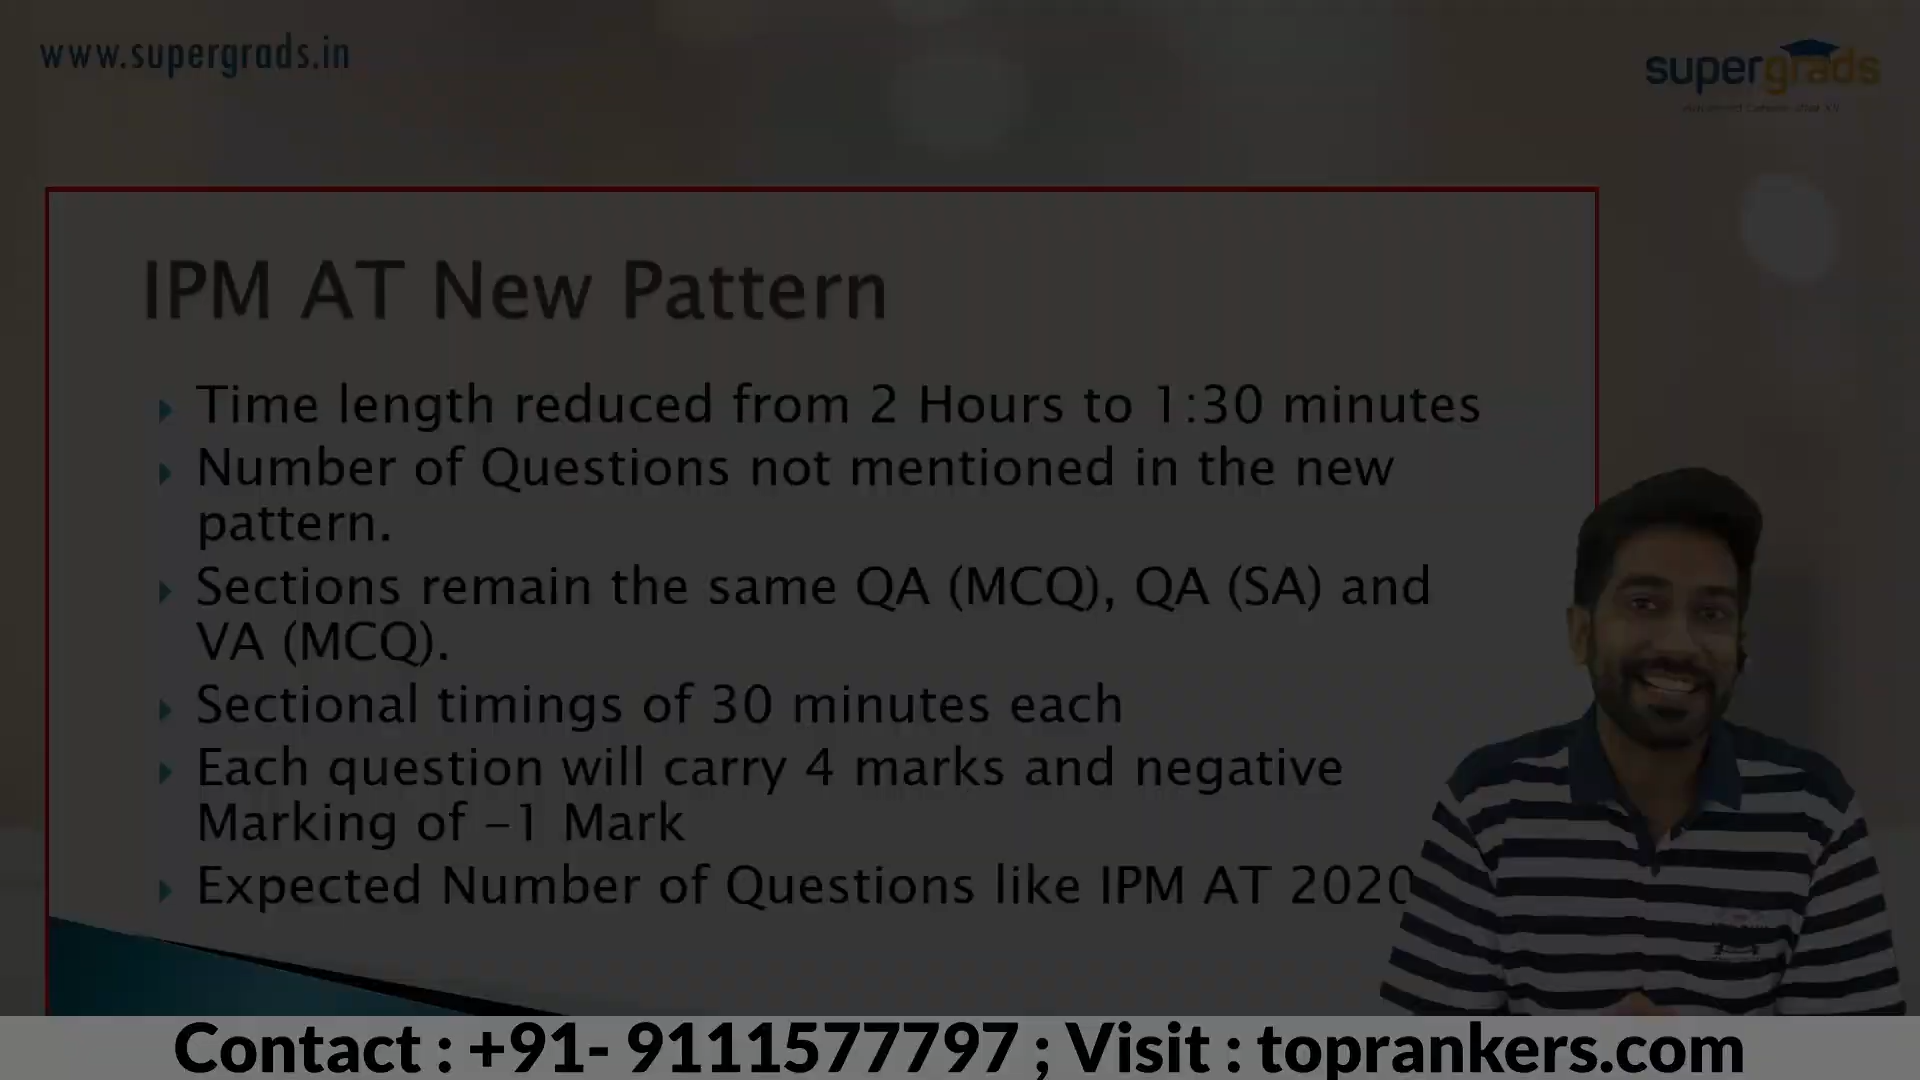 www.supergrads.in
supergrads
IPM AT New Pattern
Time length reduced from 2 Hours to 1:30 minutes
Number of Questions not mentioned in the new
pattern.
Sections remain the same QA (MCQ), QA (SA) and
VA (MCQ).
Sectional timings of 30 minutes each
Each question will carry 4 marks and negative
Marking of -1 Mark
Expected Number of Questions like IPM AT 2020
Contact : +91- 9111577797 ; Visit : toprankers.com